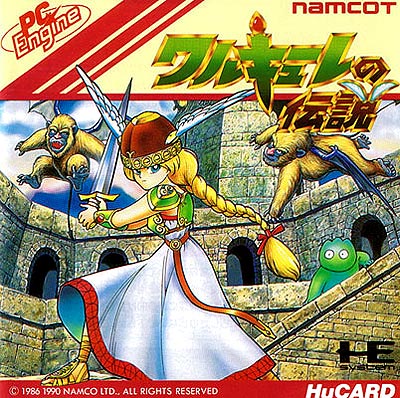 PC
Engine
namcot
ワルキューレの
伝説
HE
SYSTEM
© 1986 1990 NAMCO LTD., ALL RIGHTS RESERVED
HuCARD